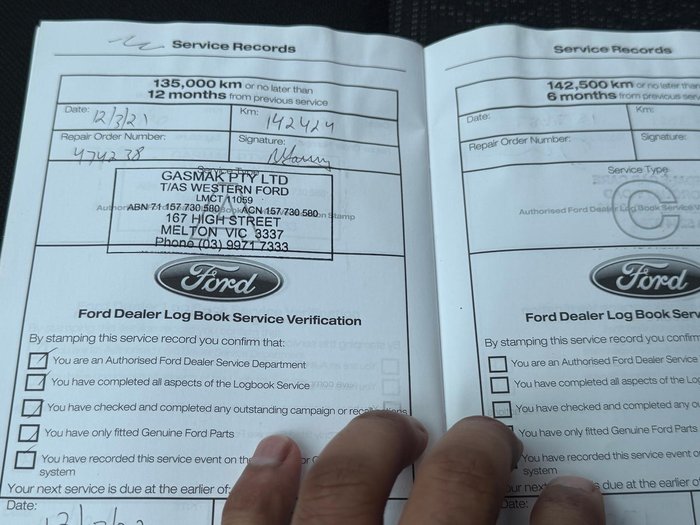 Service Records
135,000 km or no later than
12 months from previous service
Date: 12/3/21
Km: 142424
Repair Order Number: 474238
Signature:
GASMAK PTY LTD
T/AS WESTERN FORD
LMCT 11059
ABN 71 157 730 580 ACN 157 730 580
167 HIGH STREET
MELTON VIC 3337
Phone (03) 9971 7333
Ford
Ford Dealer Log Book Service Verification
By stamping this service record you confirm that:
You are an Authorised Ford Dealer Service Department
You have completed all aspects of the Logbook Service
You have checked and completed any outstanding campaign or
You have only fitted Genuine Ford Parts
You have recorded this service event on the
system
Your next service is due at the earlier of:
Date:
Service Records
142,500 km or no later than
6 months from previous
Date:
Km:
Repair Order Number:
Signature:
Service Type
C
Authorised Ford Dealer Log Book Service
Ford
Ford Dealer Log Book Serv
By stamping this service record you confirm
You are an Authorised Ford Dealer Service
You have completed all aspects of the Log
You have checked and completed any
You have only fitted Genuine Ford Parts
You have recorded this service event on
system
next service is due at the earlier of
Date: